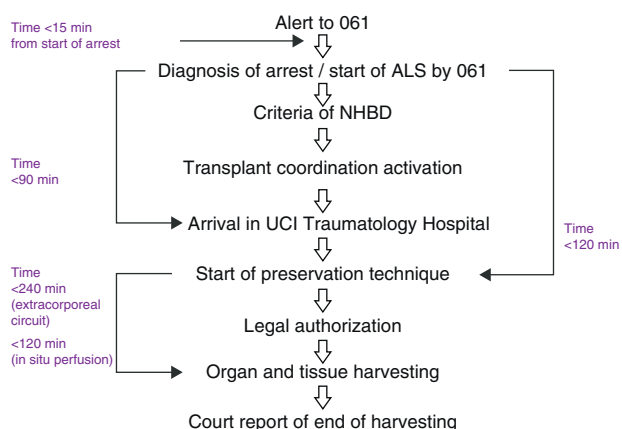 Alert to 061
Time <15 min
from start of arrest
Diagnosis of arrest / start of ALS by 061
Criteria of NHBD
Transplant coordination activation
Time
<90 min
Arrival in UCI Traumatology Hospital
Time
<120 min
Start of preservation technique
Time
<240 min
(extracorporeal
circuit)
<120 min
(in situ perfusion)
Legal authorization
Organ and tissue harvesting
Court report of end of harvesting